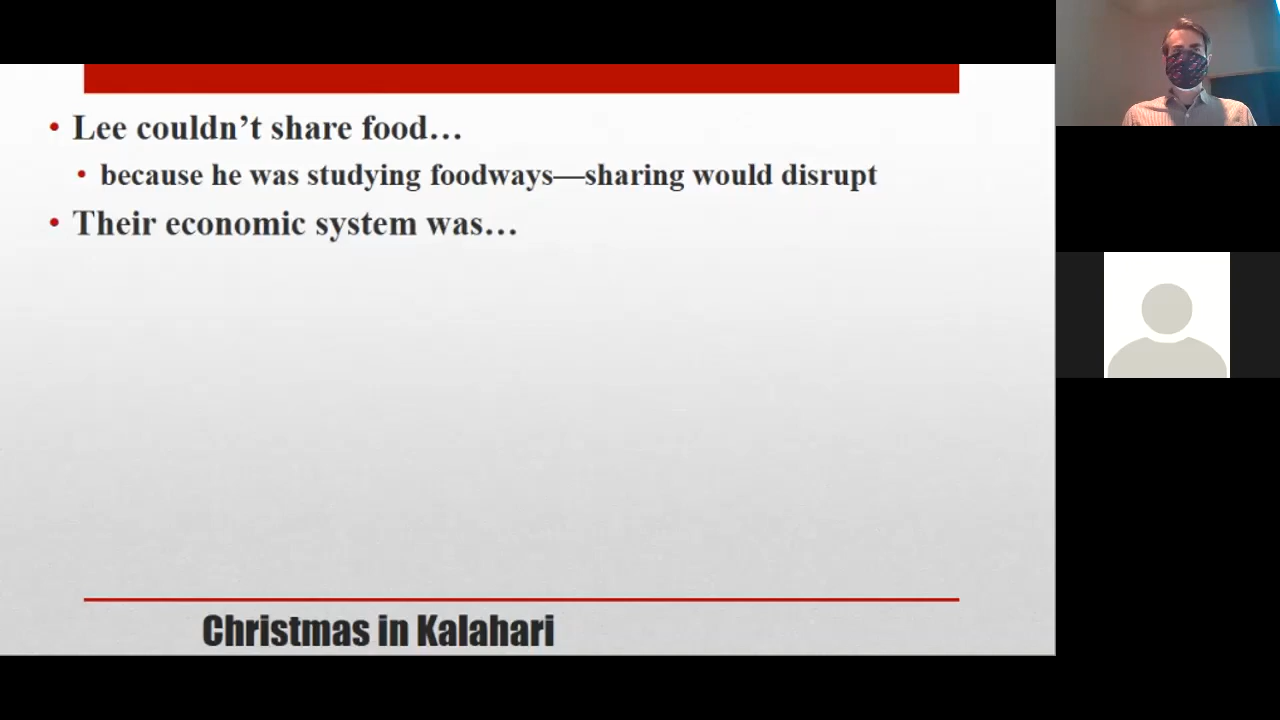 • Lee couldn’t share food…
• because he was studying foodways—sharing would disrupt
• Their economic system was…
Christmas in Kalahari